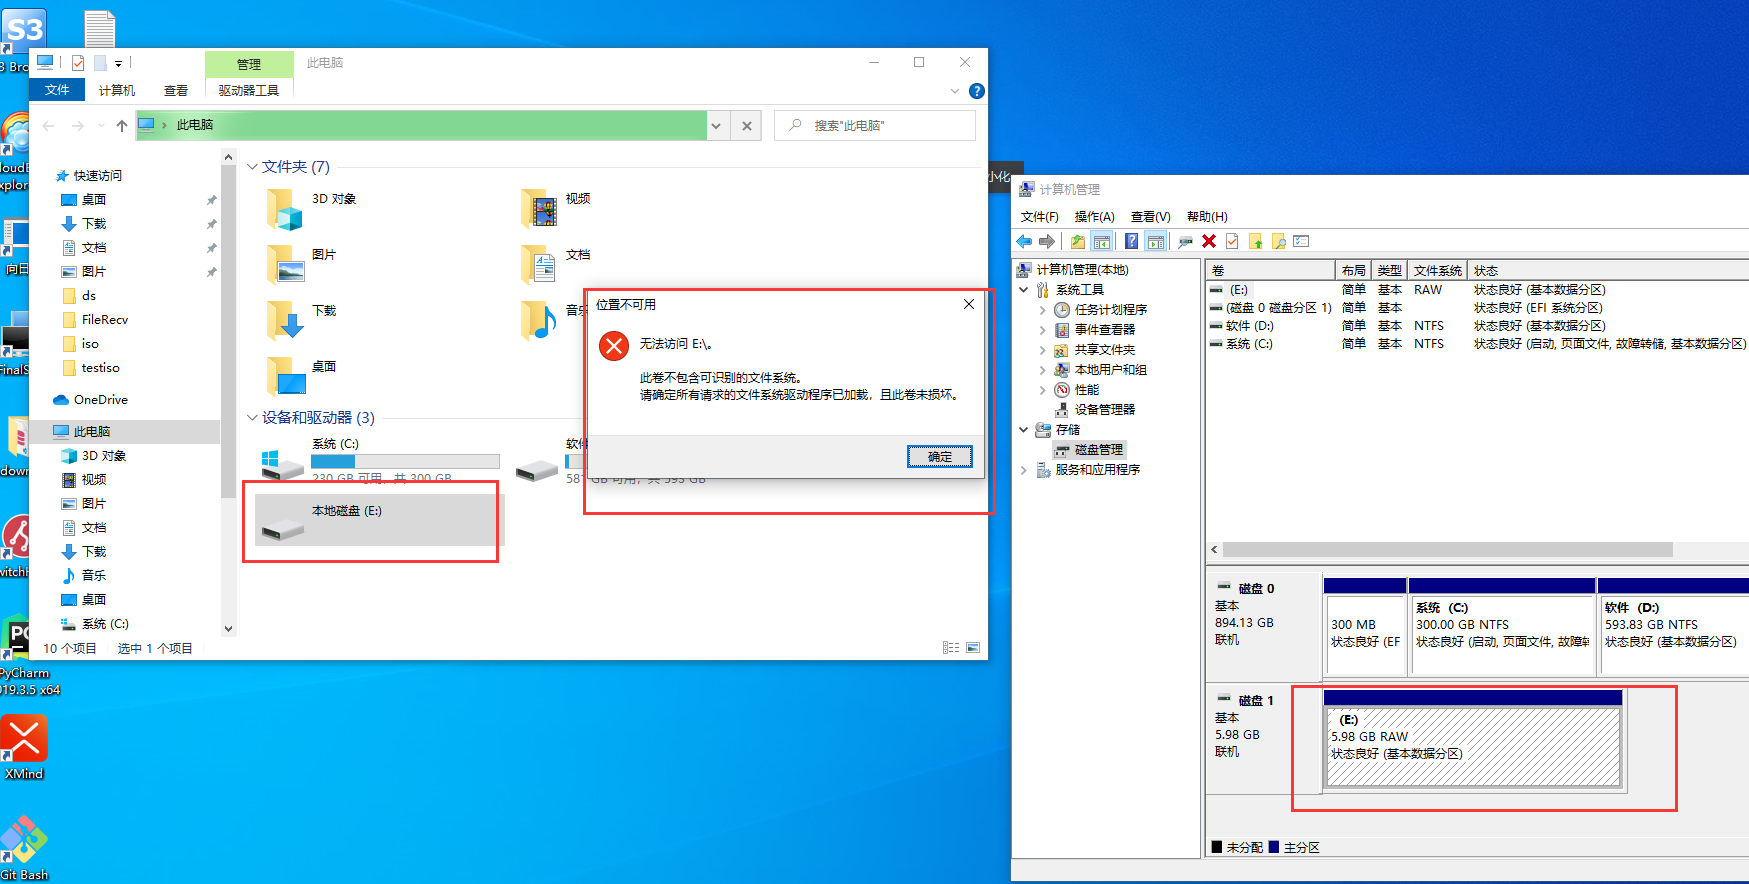 S3
3 Bro
管理
此电脑
文件
计算机
查看
驱动器工具
此电脑
搜索"此电脑"
快速访问
桌面
下载
文档
图片
ds
FileRecv
iso
testiso
OneDrive
此电脑
3D 对象
视频
图片
文档
下载
音乐
桌面
系统 (C:)
文件夹 (7)
3D 对象
视频
图片
文档
下载
音乐
桌面
设备和驱动器 (3)
系统 (C:)
230 GB 可用，共 300 GB
软件
587 GB 可用，共 593 GB
本地磁盘 (E:)
10 个项目
选中 1 个项目
位置不可用
无法访问 E:\。
此卷不包含可识别的文件系统。
请确定所有请求的文件系统驱动程序已加载，且此卷未损坏。
确定
loudB
xplor
向日
FinalS
down
witchH
PC
PyCharm
019.3.5 x64
XMind
Git Bash
小化
计算机管理
文件(F)
操作(A)
查看(V)
帮助(H)
计算机管理(本地)
系统工具
任务计划程序
事件查看器
共享文件夹
本地用户和组
性能
设备管理器
存储
磁盘管理
服务和应用程序
卷 布局 类型 文件系统 状态
(E:) 简单 基本 RAW 状态良好 (基本数据分区)
(磁盘 0 磁盘分区 1) 简单 基本 状态良好 (EFI 系统分区)
软件 (D:) 简单 基本 NTFS 状态良好 (基本数据分区)
系统 (C:) 简单 基本 NTFS 状态良好 (启动, 页面文件, 故障转储, 基本数据分区)
磁盘 0
基本
894.13 GB
联机
300 MB
状态良好 (EF
系统 (C:)
300.00 GB NTFS
状态良好 (启动, 页面文件, 故障转
软件 (D:)
593.83 GB NTFS
状态良好 (基本数据分区)
磁盘 1
基本
5.98 GB
联机
(E:)
5.98 GB RAW
状态良好 (基本数据分区)
未分配
主分区